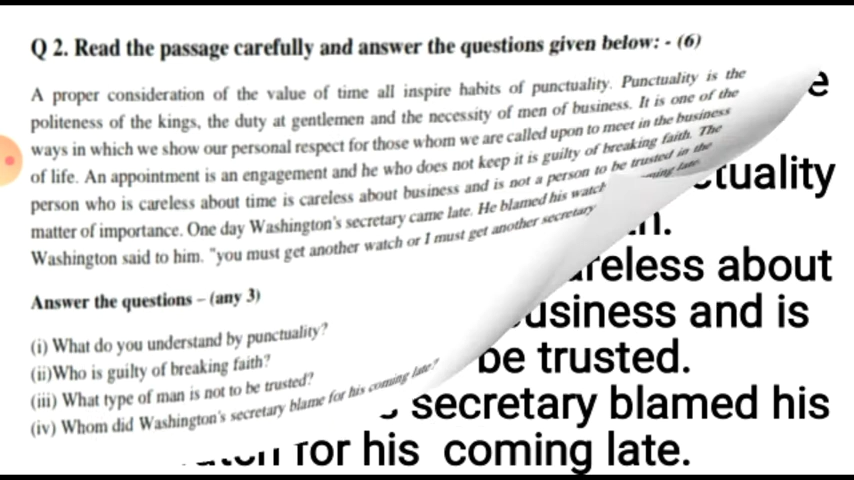 Q 2. Read the passage carefully and answer the questions given below: - (6)
A proper consideration of the value of time all inspire habits of punctuality. Punctuality is the
politeness of the kings, the duty at gentlemen and the necessity of men of business. It is one of the
ways in which we show our personal respect for those whom we are called upon to meet in the business
of life. An appointment is an engagement and he who does not keep it is guilty of breaking faith. The
person who is careless about time is careless about business and is not a person to be trusted in the
matter of importance. One day Washington's secretary came late. He blamed his watch coming late.
Washington said to him. "you must get another watch or I must get another secretary
Answer the questions – (any 3)
(i) What do you understand by punctuality?
(ii)Who is guilty of breaking faith?
(iii) What type of man is not to be trusted?
(iv) Whom did Washington's secretary blame for his coming late?
e
ctuality
h.
areless about
usiness and is
be trusted.
s secretary blamed his
for his coming late.